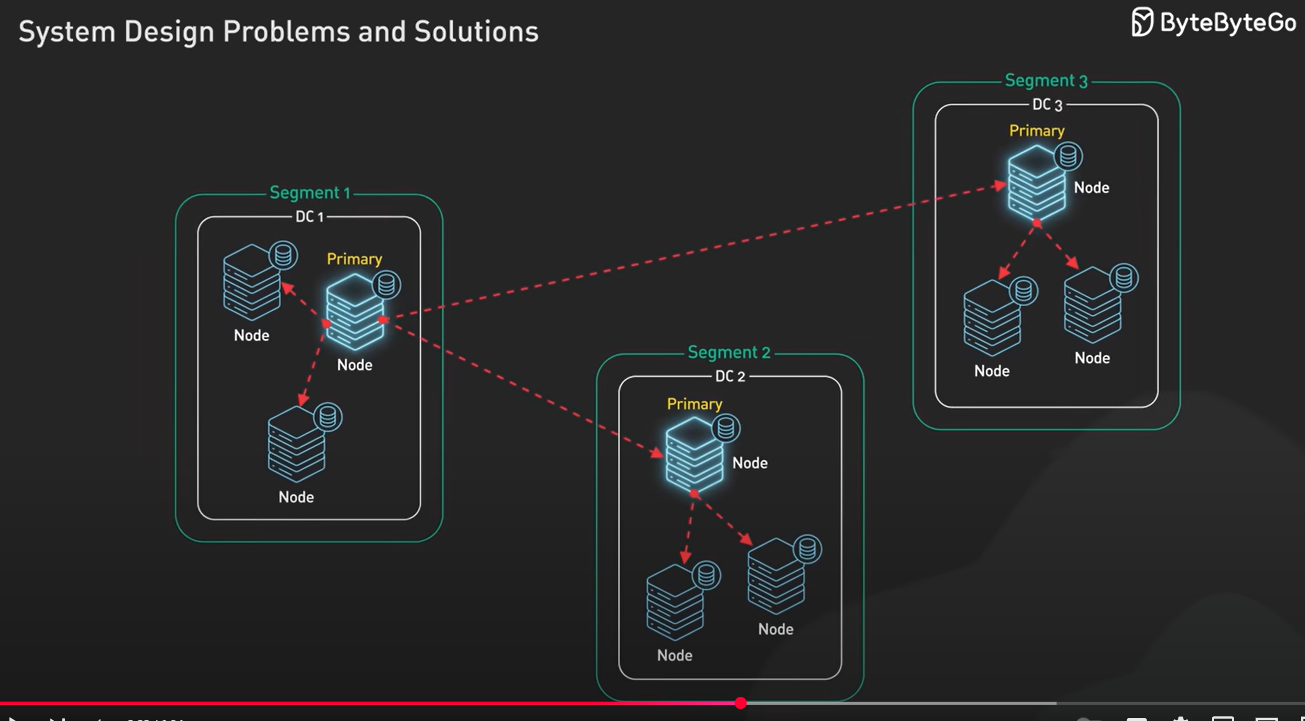 System Design Problems and Solutions
ByteByteGo
Segment 1
DC 1
Primary
Node
Node
Node
Segment 2
DC 2
Primary
Node
Node
Node
Segment 3
DC 3
Primary
Node
Node
Node